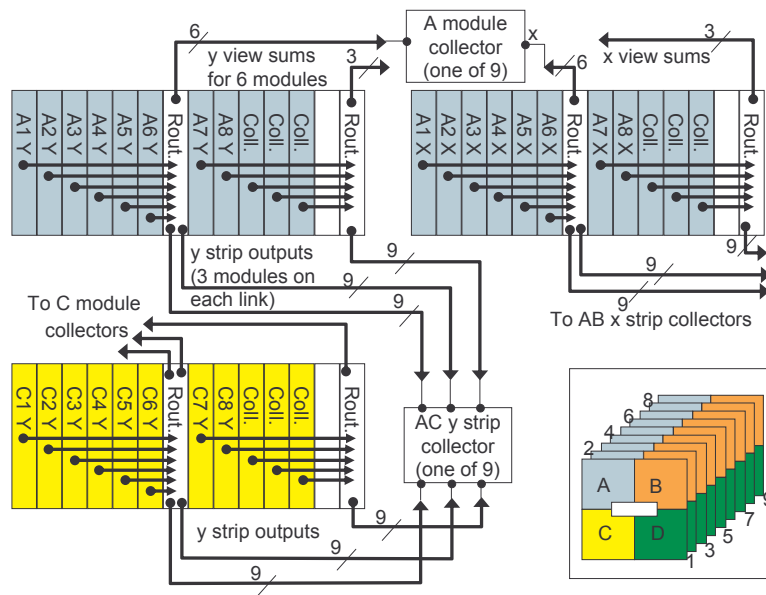 6
y view sums
for 6 modules
3
A module
collector
(one of 9)
x
6
3
x view sums
A1 Y
A2 Y
A3 Y
A4 Y
A5 Y
A6 Y
Rout.
A7 Y
A8 Y
Coll.
Coll.
Coll.
Rout.
A1 X
A2 X
A3 X
A4 X
A5 X
A6 X
Rout.
A7 X
A8 X
Coll.
Coll.
Coll.
Rout.
y strip outputs
(3 modules on
each link)
9
9
9
9
9
9
To AB x strip collectors
To C module
collectors
C1 Y
C2 Y
C3 Y
C4 Y
C5 Y
C6 Y
Rout.
C7 Y
C8 Y
Coll.
Coll.
Coll.
Rout.
AC y strip
collector
(one of 9)
y strip outputs
9
9
9
8
6
4
2
A
B
C
D
1
3
5
7
9